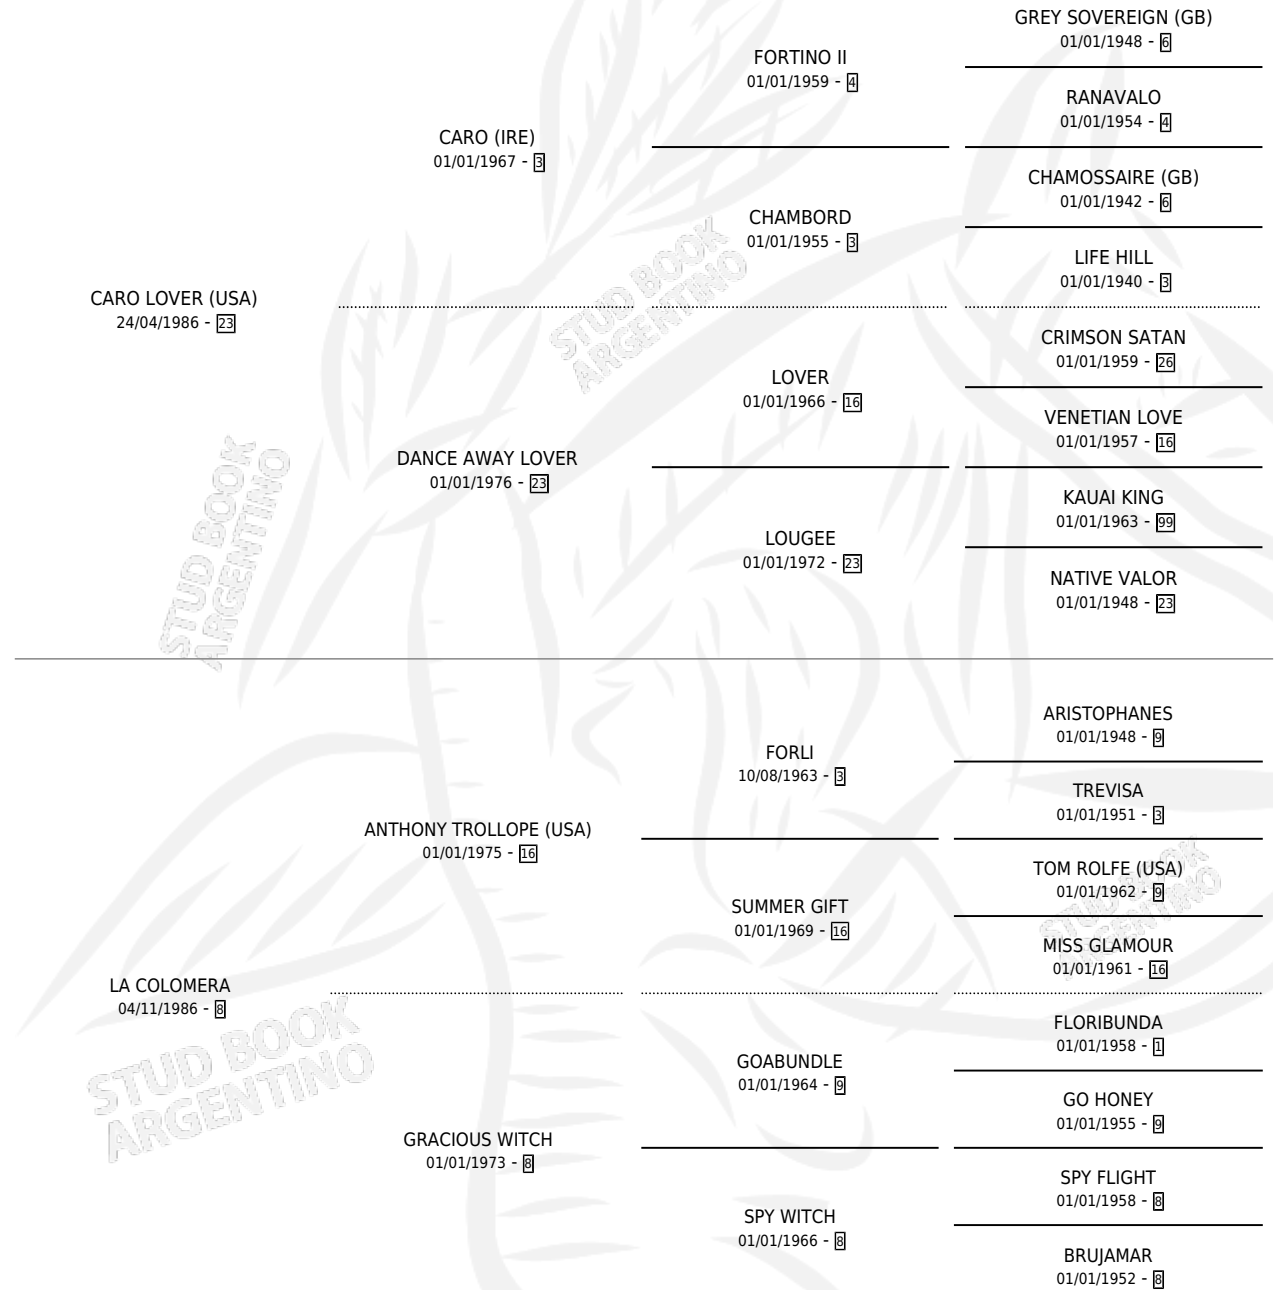 GREY SOVEREIGN (GB)
01/01/1948 - 6
FORTINO II
01/01/1959 - 4
RANAVALO
01/01/1954 - 4
CARO (IRE)
01/01/1967 - 3
CHAMOSSAIRE (GB)
01/01/1942 - 6
CHAMBORD
01/01/1955 - 3
LIFE HILL
01/01/1940 - 3
CARO LOVER (USA)
24/04/1986 - 23
CRIMSON SATAN
01/01/1959 - 26
LOVER
01/01/1966 - 16
VENETIAN LOVE
01/01/1957 - 16
DANCE AWAY LOVER
01/01/1976 - 23
KAUAI KING
01/01/1963 - 99
LOUGEE
01/01/1972 - 23
NATIVE VALOR
01/01/1948 - 23
ARISTOPHANES
01/01/1948 - 9
FORLI
10/08/1963 - 3
TREVISA
01/01/1951 - 3
ANTHONY TROLLOPE (USA)
01/01/1975 - 16
TOM ROLFE (USA)
01/01/1962 - 9
SUMMER GIFT
01/01/1969 - 16
MISS GLAMOUR
01/01/1961 - 16
LA COLOMERA
04/11/1986 - 8
FLORIBUNDA
01/01/1958 - 1
GOABUNDLE
01/01/1964 - 9
GO HONEY
01/01/1955 - 9
GRACIOUS WITCH
01/01/1973 - 8
SPY FLIGHT
01/01/1958 - 8
SPY WITCH
01/01/1966 - 8
BRUJAMAR
01/01/1952 - 8
STUD BOOK
ARGENTINO
STUD BOOK
ARGENTINO
STUD BOOK
ARGENTINO
STUD BOOK
ARGENTINO